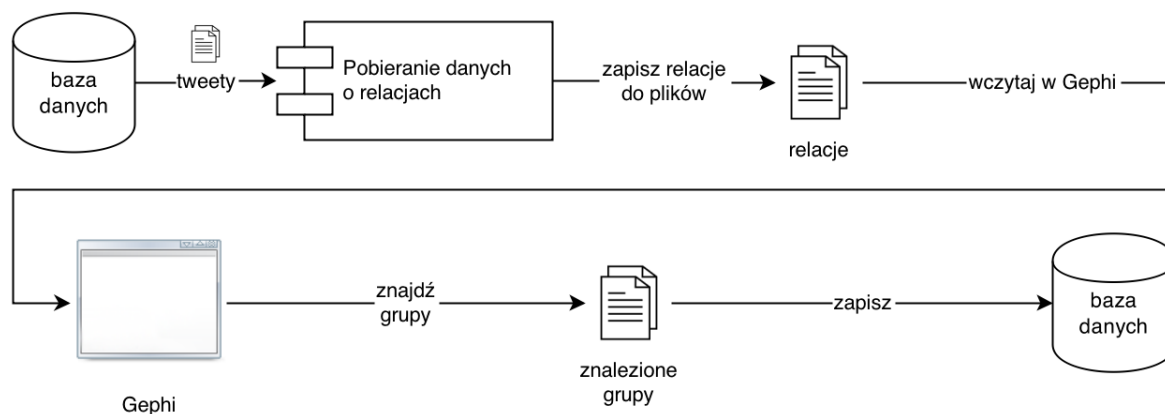 baza
danych
tweety
Pobieranie danych
o relacjach
zapisz relacje
do plików
relacje
wczytaj w Gephi
Gephi
znajdź
grupy
znalezione
grupy
zapisz
baza
danych